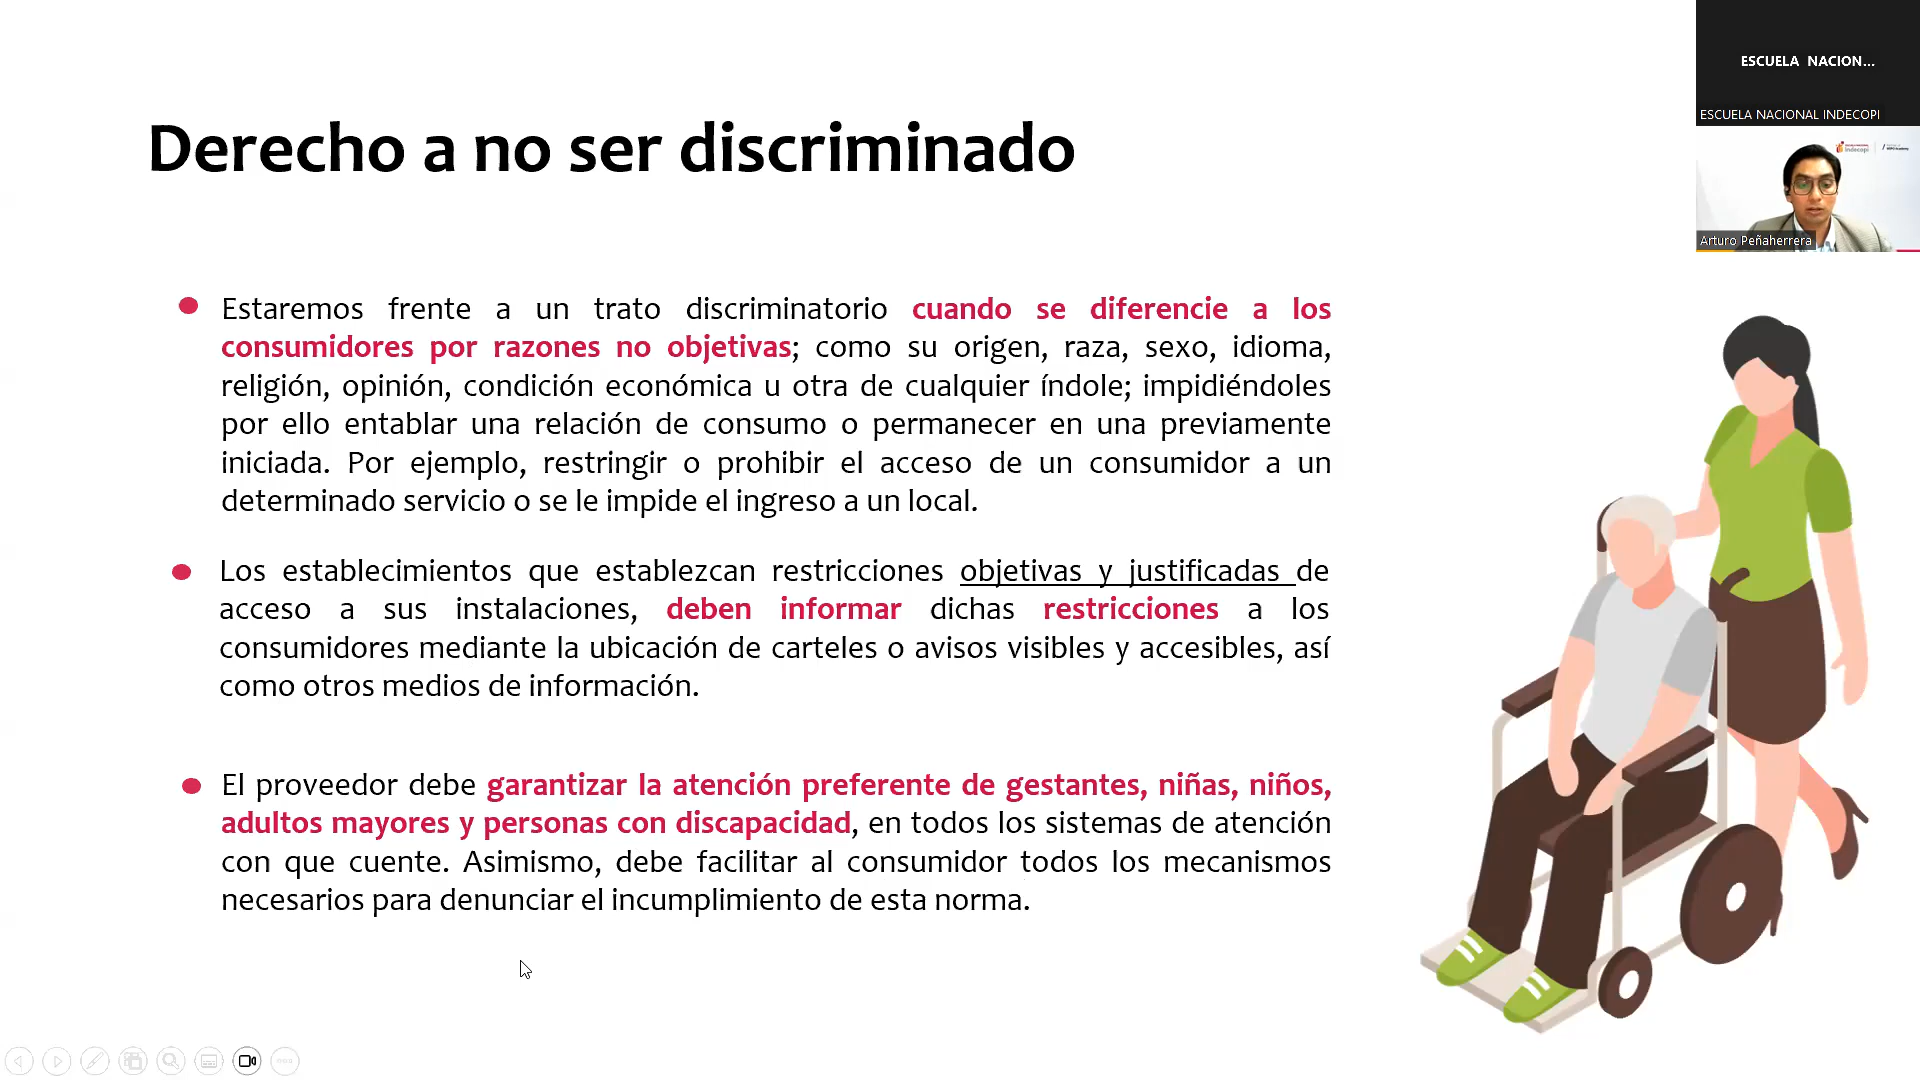 ESCUELA NACION...
ESCUELA NACIONAL INDECOPI
Arturo Peñaherrera
Derecho a no ser discriminado
Estaremos frente a un trato discriminatorio cuando se diferencie a los
consumidores por razones no objetivas; como su origen, raza, sexo, idioma,
religión, opinión, condición económica u otra de cualquier índole; impidiéndoles
por ello entablar una relación de consumo o permanecer en una previamente
iniciada. Por ejemplo, restringir o prohibir el acceso de un consumidor a un
determinado servicio o se le impide el ingreso a un local.
Los establecimientos que establezcan restricciones objetivas y justificadas de
acceso a sus instalaciones, deben informar dichas restricciones a los
consumidores mediante la ubicación de carteles o avisos visibles y accesibles, así
como otros medios de información.
El proveedor debe garantizar la atención preferente de gestantes, niñas, niños,
adultos mayores y personas con discapacidad, en todos los sistemas de atención
con que cuente. Asimismo, debe facilitar al consumidor todos los mecanismos
necesarios para denunciar el incumplimiento de esta norma.